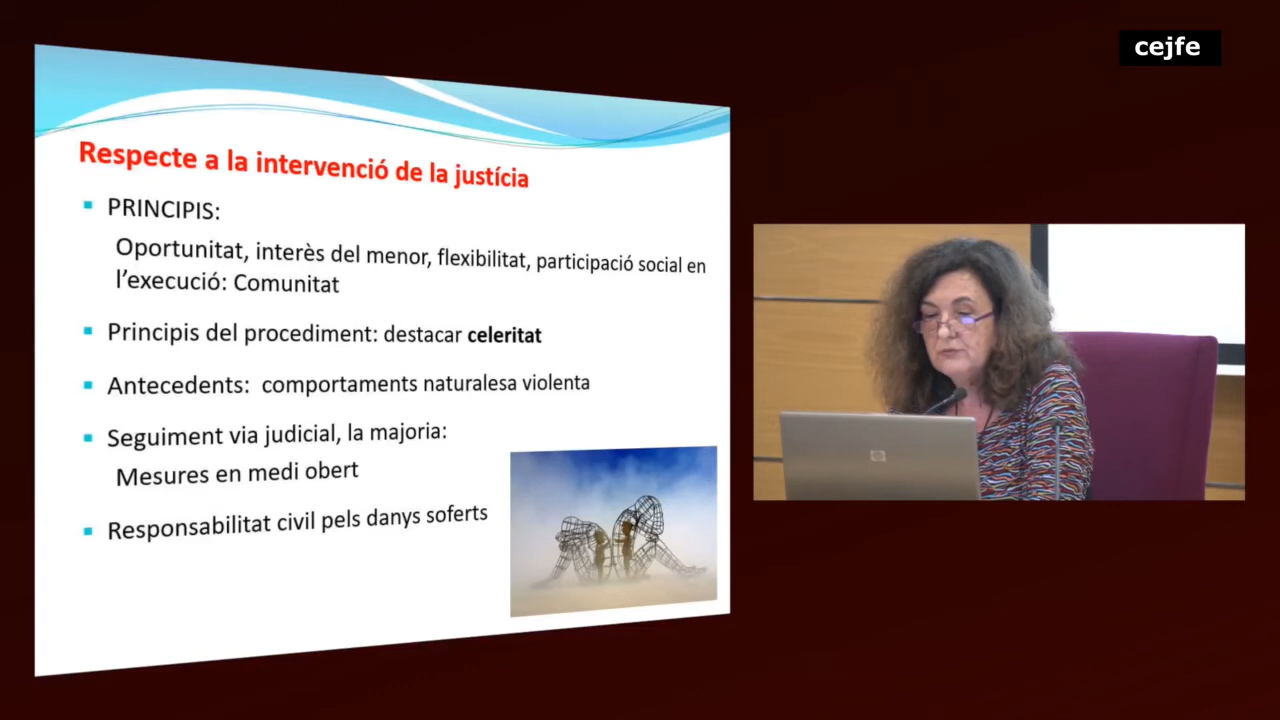 cejfe
Respecte a la intervenció de la justícia
PRINCIPIS:
Oportunitat, interès del menor, flexibilitat, participació social en
l’execució: Comunitat
Principis del procediment: destacar celeritat
Antecedents: comportaments naturalesa violenta
Seguiment via judicial, la majoria:
Mesures en medi obert
Responsabilitat civil pels danys soferts
hp